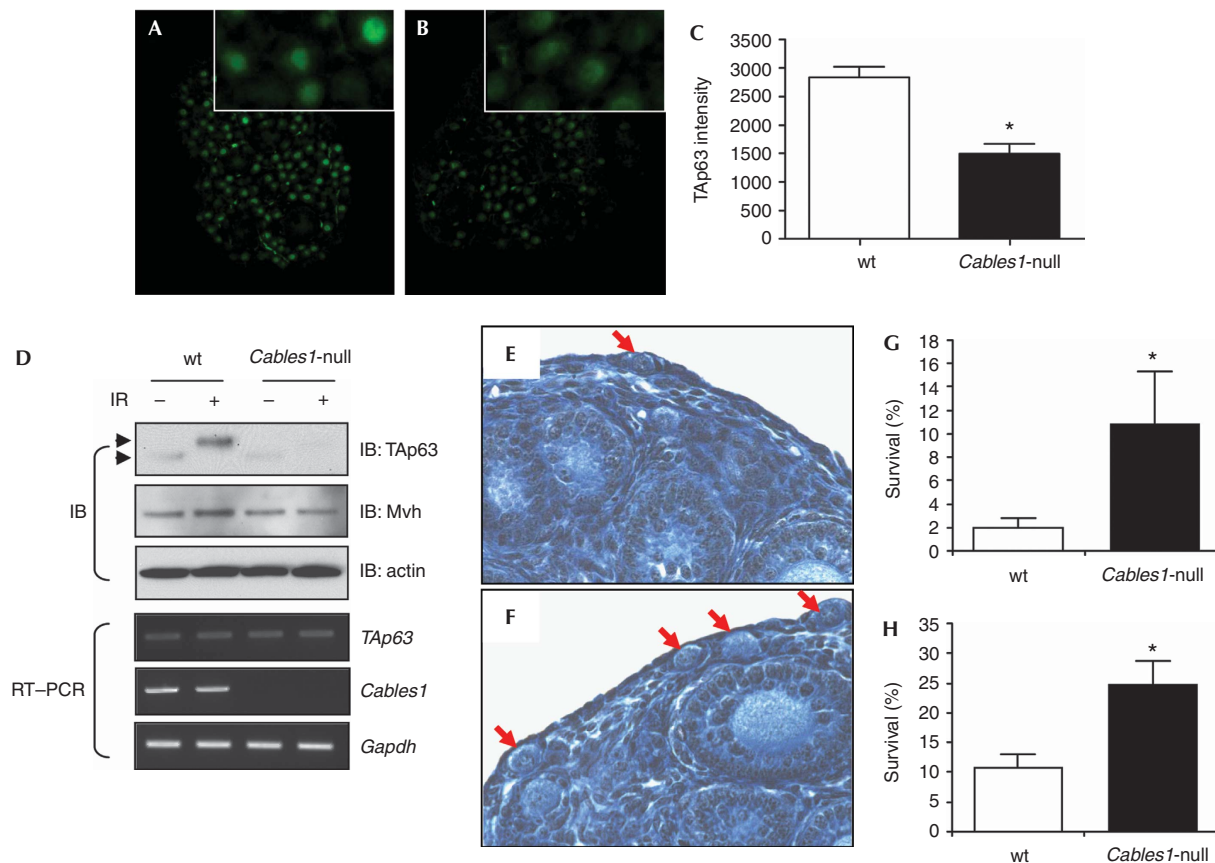 A
B
C
3500
3000
2500
2000
1500
1000
500
0
TAp63 intensity
*
wt
Cables1-null
D
wt
Cables1-null
IR
–
+
–
+
IB
IB: TAp63
IB: Mvh
IB: actin
RT–PCR
TAp63
Cables1
Gapdh
E
F
G
18
16
14
12
10
8
6
4
2
0
Survival (%)
*
wt
Cables1-null
H
35
30
25
20
15
10
5
0
Survival (%)
*
wt
Cables1-null